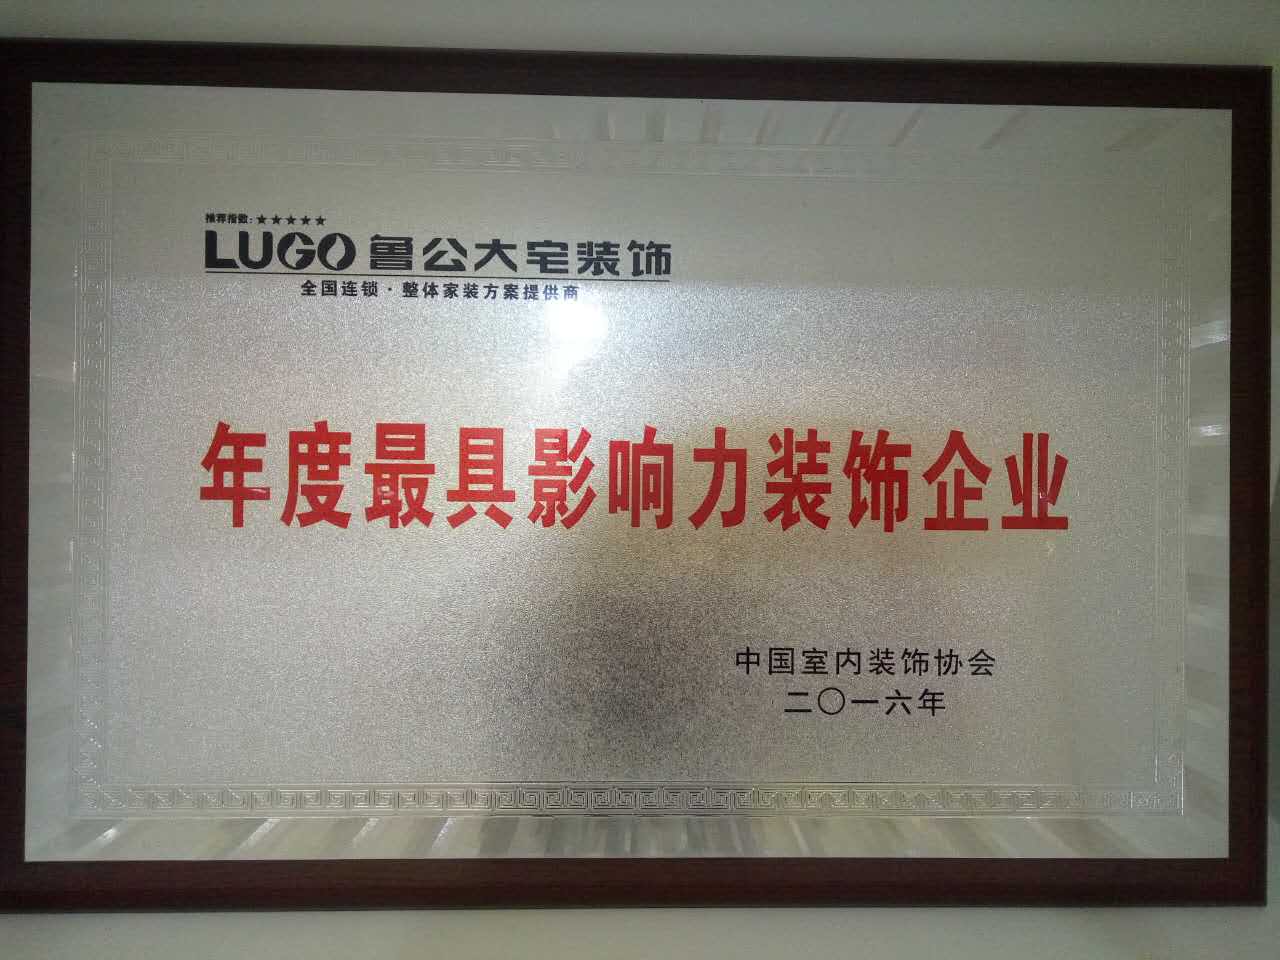 推荐指数:★★★★★
LUGO 鲁公大宅装饰
全国连锁·整体家装方案提供商
年度最具影响力装饰企业
中国室内装饰协会
二〇一六年